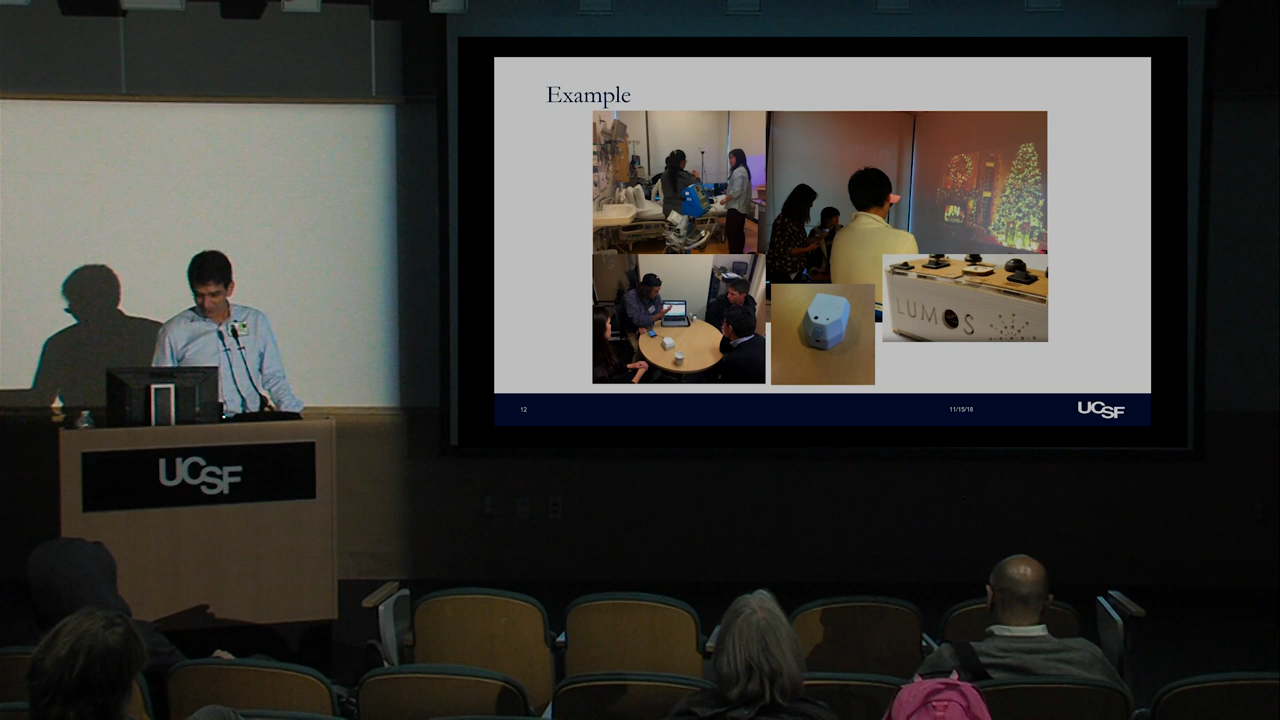 Example
LUMOS
12
11/15/18
UCSF
UCSF